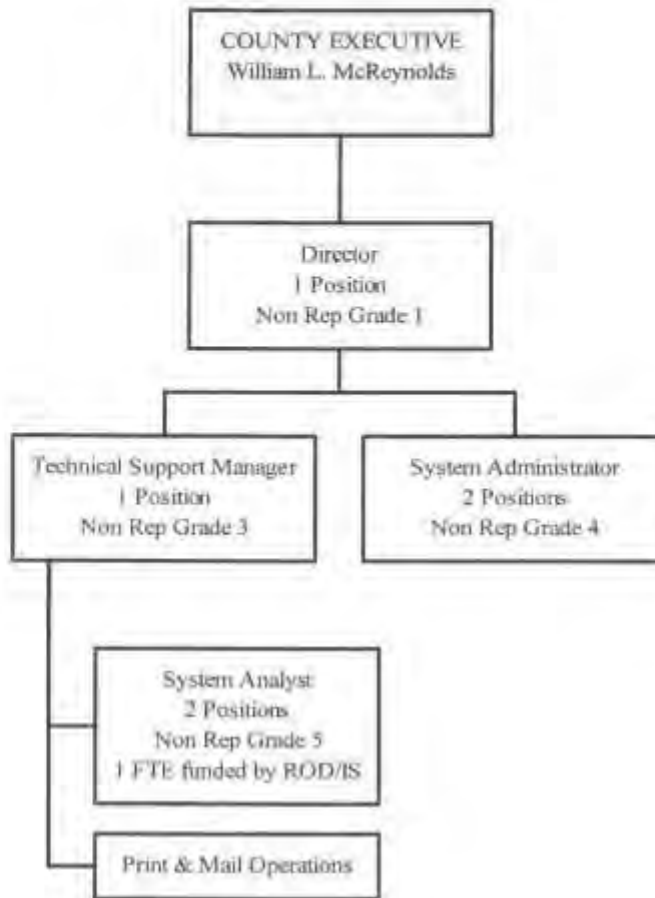 COUNTY EXECUTIVE
William L. McReynolds
Director
1 Position
Non Rep Grade 1
Technical Support Manager
1 Position
Non Rep Grade 3
System Administrator
2 Positions
Non Rep Grade 4
System Analyst
2 Positions
Non Rep Grade 5
1 FTE funded by ROD/IS
Print & Mail Operations